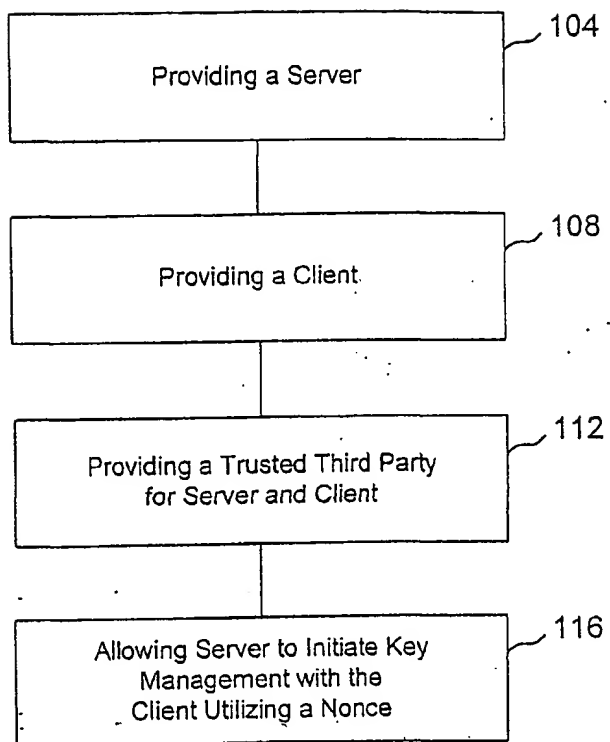 104
Providing a Server
108
Providing a Client
112
Providing a Trusted Third Party
for Server and Client
116
Allowing Server to Initiate Key
Management with the
Client Utilizing a Nonce